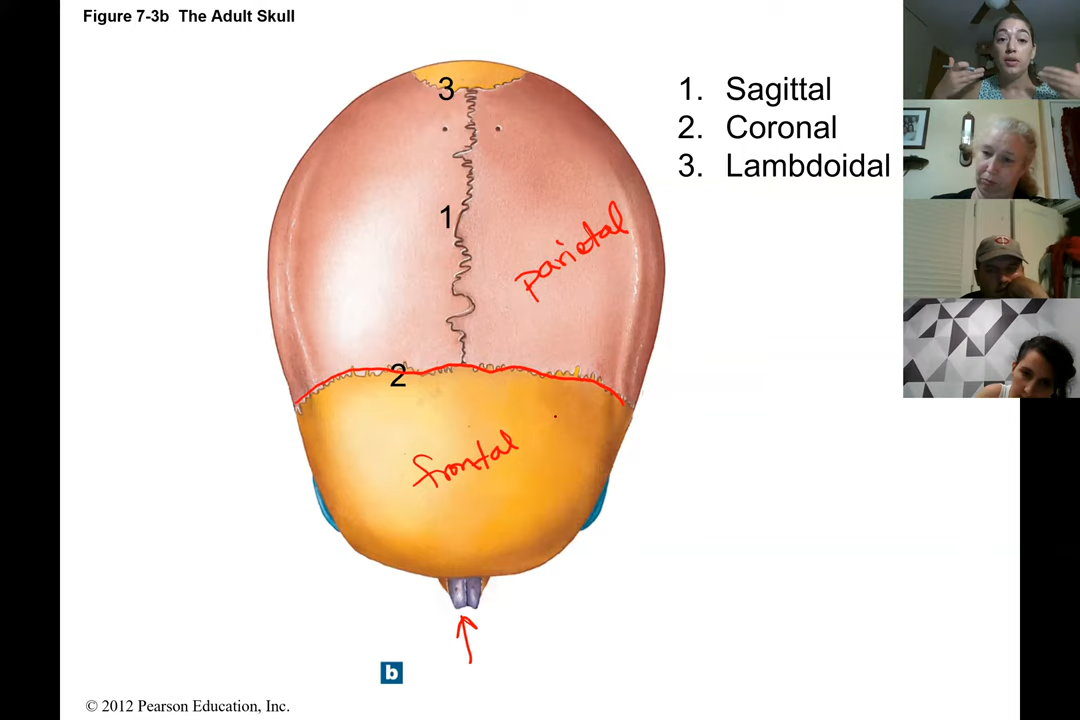 Figure 7-3b  The Adult Skull
3
1. Sagittal
2. Coronal
3. Lambdoidal
1
parietal
2
frontal
b
© 2012 Pearson Education, Inc.